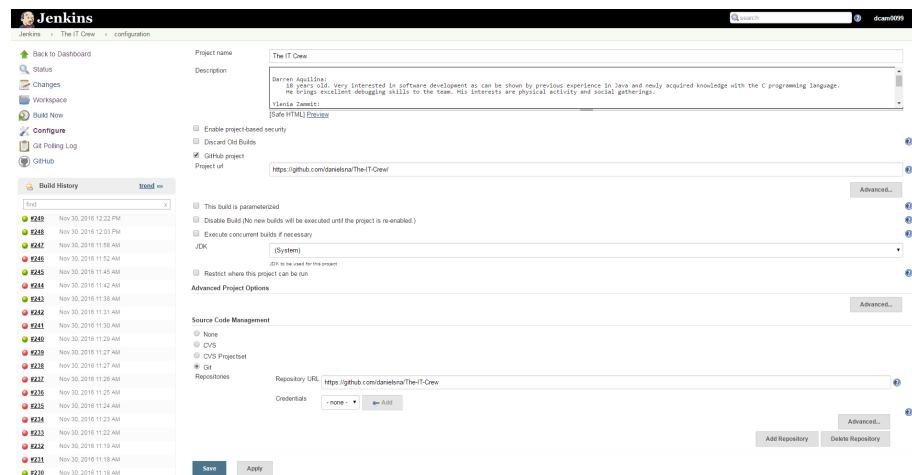 Jenkins
search
dcam0099
Jenkins
The IT Crew
configuration
Back to Dashboard
Status
Changes
Workspace
Build Now
Configure
Git Polling Log
GitHub
Build History
trend
find
x
#249 Nov 30, 2016 12:22 PM
#248 Nov 30, 2016 12:03 PM
#247 Nov 30, 2016 11:58 AM
#246 Nov 30, 2016 11:52 AM
#245 Nov 30, 2016 11:45 AM
#244 Nov 30, 2016 11:42 AM
#243 Nov 30, 2016 11:38 AM
#242 Nov 30, 2016 11:31 AM
#241 Nov 30, 2016 11:30 AM
#240 Nov 30, 2016 11:29 AM
#239 Nov 30, 2016 11:27 AM
#238 Nov 30, 2016 11:27 AM
#237 Nov 30, 2016 11:26 AM
#236 Nov 30, 2016 11:25 AM
#235 Nov 30, 2016 11:24 AM
#234 Nov 30, 2016 11:23 AM
#233 Nov 30, 2016 11:22 AM
#232 Nov 30, 2016 11:19 AM
#231 Nov 30, 2016 11:18 AM
#230 Nov 30, 2016 11:18 AM
Project name
The IT Crew
Description
Darren Aquilina:
18 years old. Very interested in software development as can be shown by previous experience in Java and newly acquired knowledge with the C programming language.
He brings excellent debugging skills to the team. His interests are physical activity and social gatherings.
Ylenia Zammit:
[Safe HTML] Preview
Enable project-based security
Discard Old Builds
GitHub project
Project url
https://github.com/danielsna/The-IT-Crew/
Advanced...
This build is parameterized
Disable Build (No new builds will be executed until the project is re-enabled.)
Execute concurrent builds if necessary
JDK
(System)
JDK to be used for this project
Restrict where this project can be run
Advanced Project Options
Advanced...
Source Code Management
None
CVS
CVS Projectset
Git
Repositories
Repository URL
https://github.com/danielsna/The-IT-Crew
Credentials
- none -
Add
Advanced...
Add Repository
Delete Repository
Save
Apply